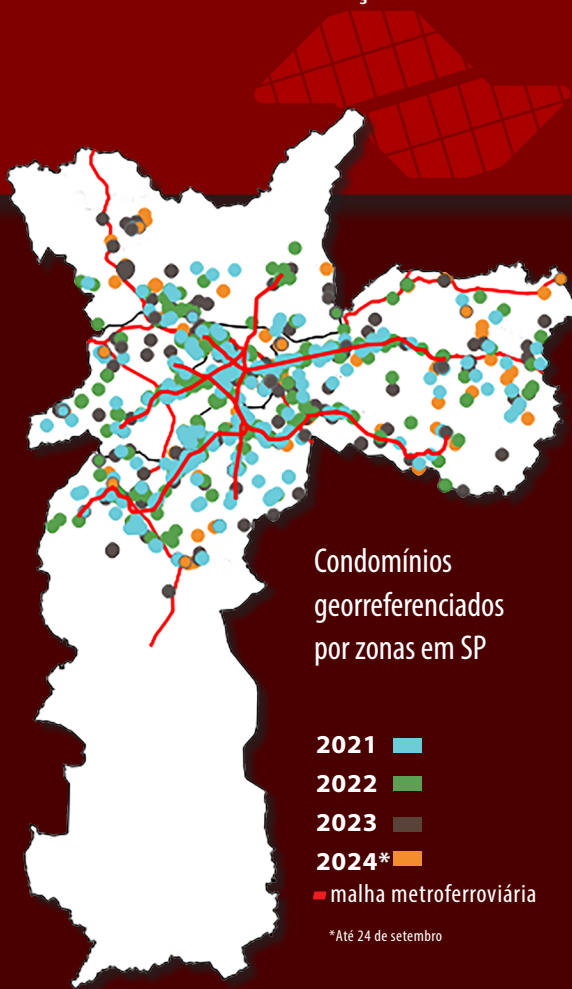 Condomínios
georreferenciados
por zonas em SP
2021
2022
2023
2024*
malha metroferroviária
*Até 24 de setembro